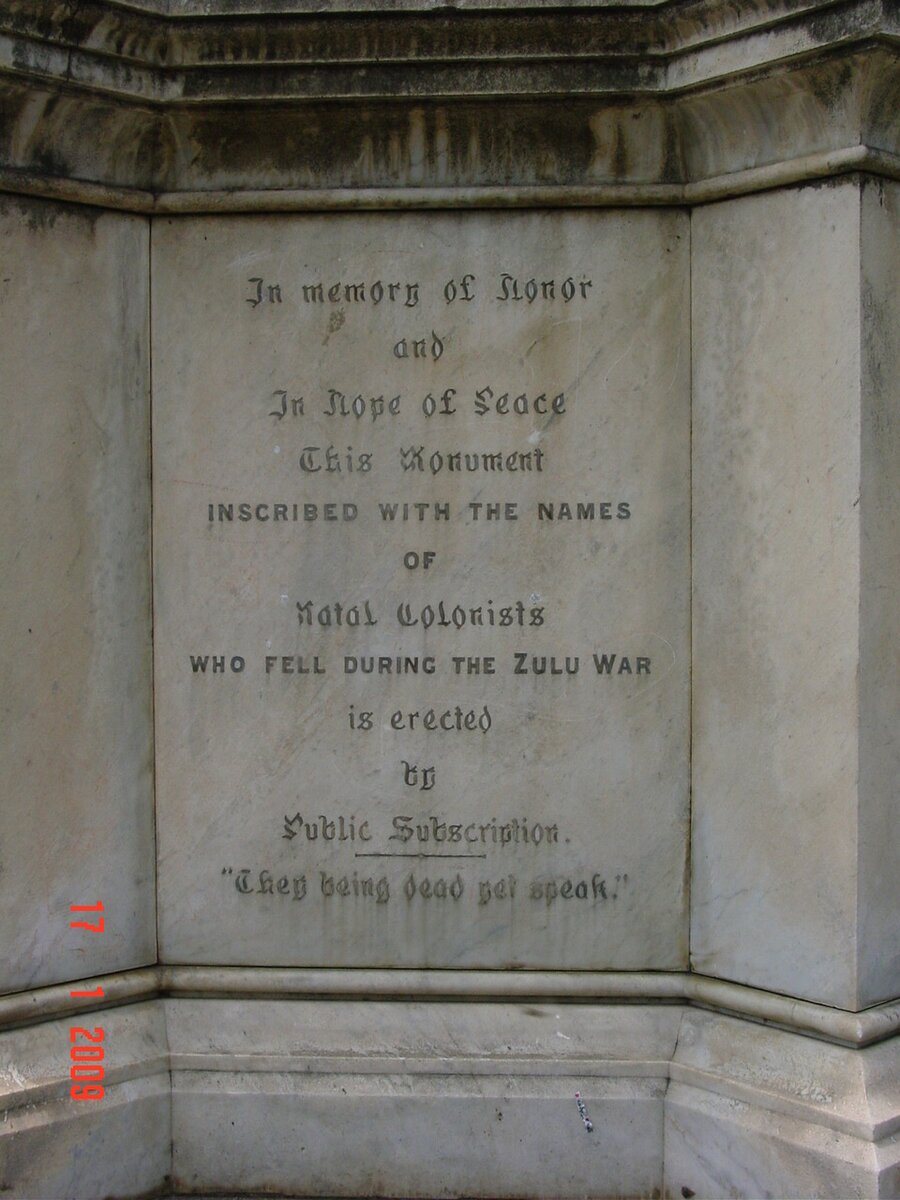 In memory of Honor
and
In Hope of Peace
This Monument
INSCRIBED WITH THE NAMES
OF
Natal Colonists
WHO FELL DURING THE ZULU WAR
is erected
by
Public Subscription.
"They being dead yet speak."
17 1 2009